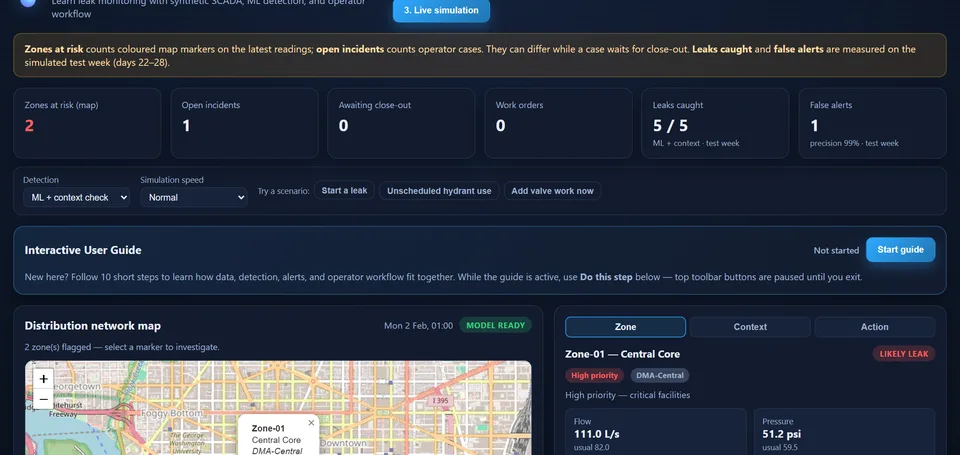 Learn leak monitoring with synthetic SCADA, ML detection, and operator
workflow
3. Live simulation
Zones at risk counts coloured map markers on the latest readings; open incidents counts operator cases. They can differ while a case waits for close-out. Leaks caught and false alerts are measured on the
simulated test week (days 22–28).
Zones at risk (map)
2
Open incidents
1
Awaiting close-out
0
Work orders
0
Leaks caught
5 / 5
ML + context · test week
False alerts
1
precision 99% · test week
Detection
ML + context check
Simulation speed
Normal
Try a scenario:
Start a leak
Unscheduled hydrant use
Add valve work now
Interactive User Guide
Not started
Start guide
New here? Follow 10 short steps to learn how data, detection, alerts, and operator workflow fit together. While the guide is active, use Do this step below — top toolbar buttons are paused until you exit.
Distribution network map
Mon 2 Feb, 01:00
MODEL READY
2 zone(s) flagged — select a marker to investigate.
+
−
Freeway
Foggy Bottom
The George
Washington
University
Downtown
I 395
Zone-01
Central Core
DMA-Central
×
Zone
Context
Action
Zone-01 — Central Core
LIKELY LEAK
High priority
DMA-Central
High priority — critical facilities
Flow
111.0 L/s
usual 82.0
Pressure
51.2 psi
usual 59.5